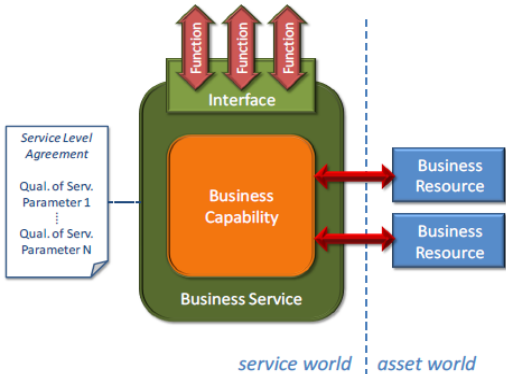 Function
Function
Function
Interface
Service Level
Agreement
Qual. of Serv.
Parameter 1
Qual. of Serv.
Parameter N
Business
Capability
Business Service
Business
Resource
Business
Resource
service world
asset world